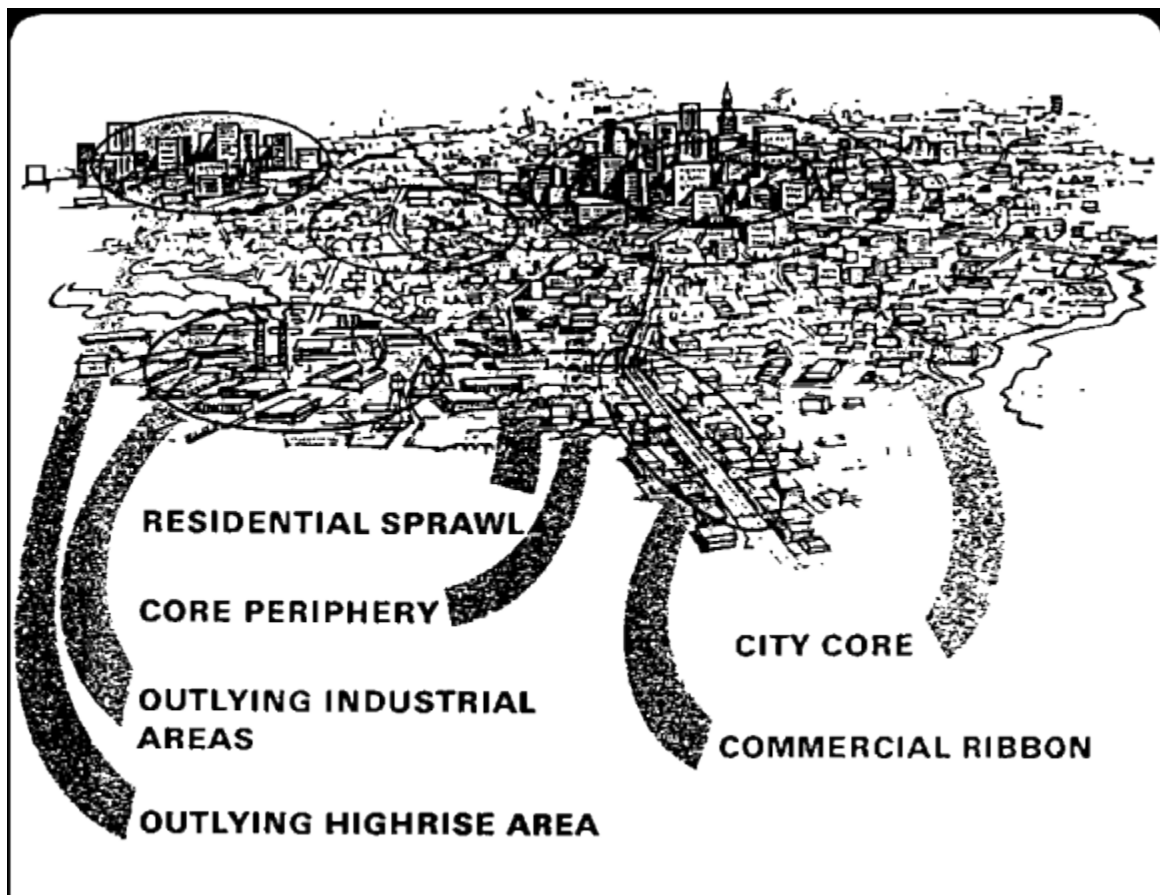 RESIDENTIAL SPRAWL
CORE PERIPHERY
CITY CORE
OUTLYING INDUSTRIAL
AREAS
COMMERCIAL RIBBON
OUTLYING HIGHRISE AREA